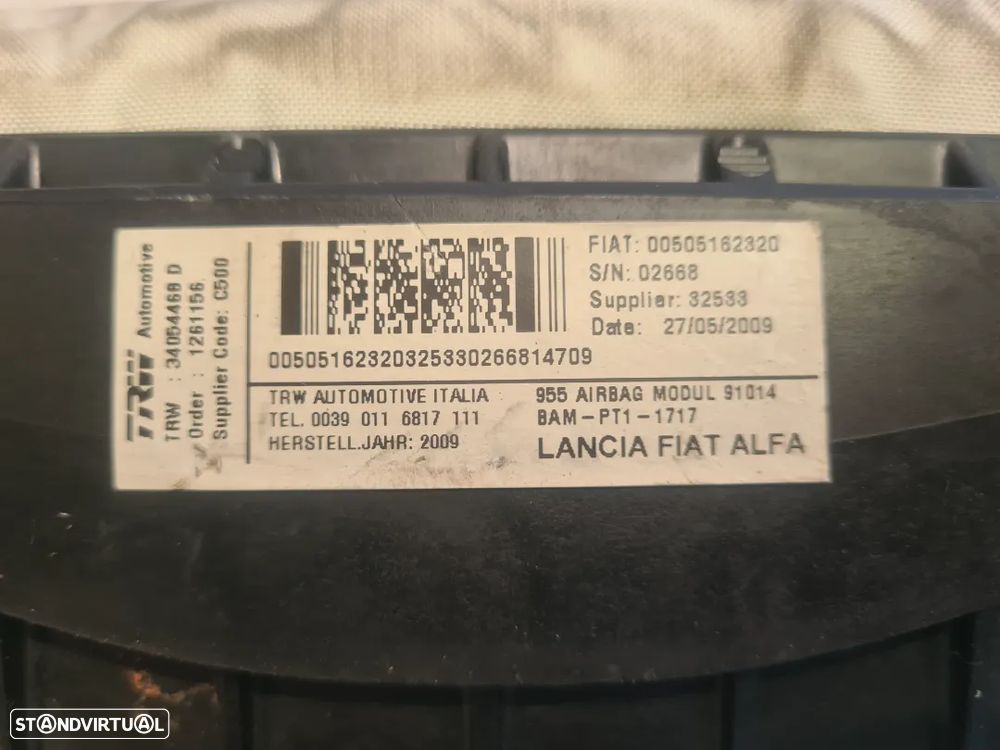 TRW Automotive
TRW : 34054468 D
Order : 1261156
Supplier Code: C500
FIAT: 00505162320
S/N: 02668
Supplier: 32533
Date: 27/05/2009
00505162320325330266814709
TRW AUTOMOTIVE ITALIA
TEL. 0039 011 6817 111
HERSTELL.JAHR: 2009
955 AIRBAG MODUL 91014
BAM-PT1-1717
LANCIA FIAT ALFA
STANDVIRTUAL